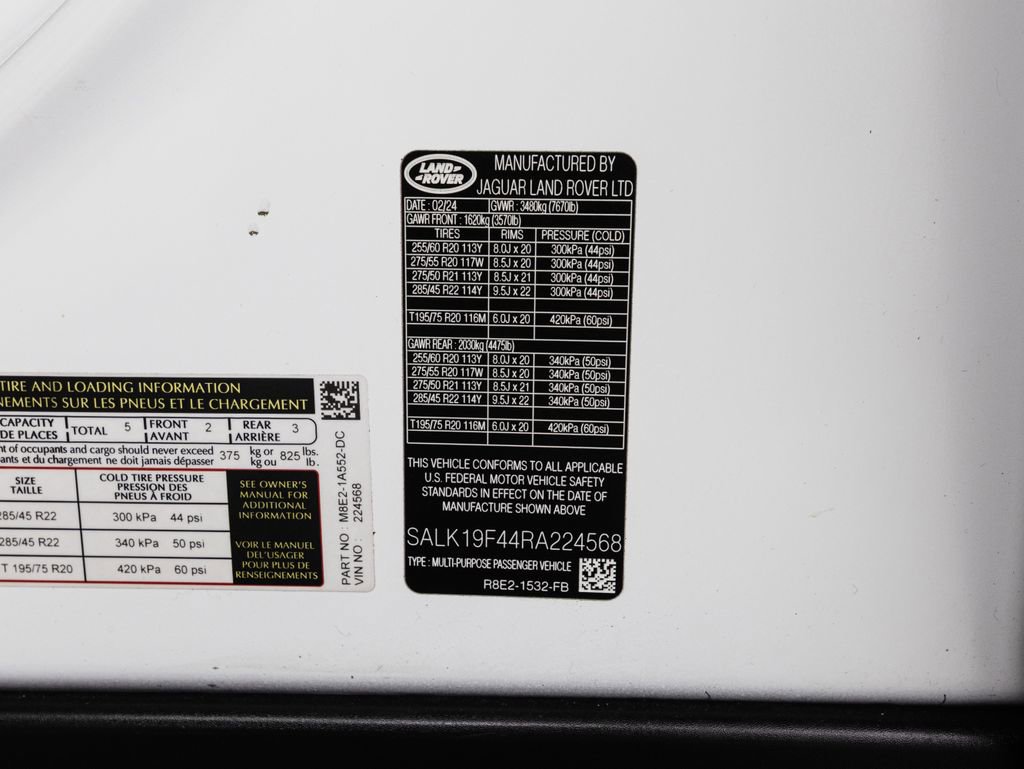 LAND-
-ROVER
MANUFACTURED BY
JAGUAR LAND ROVER LTD
DATE : 02/24 GVWR : 3480kg (7670lb)
GAWR FRONT : 1620kg (3570lb)
TIRES RIMS PRESSURE (COLD)
255/60 R20 113Y 8.0J x 20 300kPa (44psi)
275/55 R20 117W 8.5J x 20 300kPa (44psi)
275/50 R21 113Y 8.5J x 21 300kPa (44psi)
285/45 R22 114Y 9.5J x 22 300kPa (44psi)
T195/75 R20 116M 6.0J x 20 420kPa (60psi)
GAWR REAR : 2030kg (4475lb)
255/60 R20 113Y 8.0J x 20 340kPa (50psi)
275/55 R20 117W 8.5J x 20 340kPa (50psi)
275/50 R21 113Y 8.5J x 21 340kPa (50psi)
285/45 R22 114Y 9.5J x 22 340kPa (50psi)
T195/75 R20 116M 6.0J x 20 420kPa (60psi)
THIS VEHICLE CONFORMS TO ALL APPLICABLE
U.S. FEDERAL MOTOR VEHICLE SAFETY
STANDARDS IN EFFECT ON THE DATE OF
MANUFACTURE SHOWN ABOVE
SALK19F44RA224568
TYPE : MULTI-PURPOSE PASSENGER VEHICLE
R8E2-1532-FB
TIRE AND LOADING INFORMATION
NEMENTS SUR LES PNEUS ET LE CHARGEMENT
CAPACITY TOTAL 5 FRONT 2 REAR 3
DE PLACES AVANT ARRIÈRE
nt of occupants and cargo should never exceed 375 kg or 825 lbs.
ants et du chargement ne doit jamais dépasser kg ou lb.
SIZE COLD TIRE PRESSURE
TAILLE PRESSION DES
PNEUS À FROID
285/45 R22 300 kPa 44 psi
285/45 R22 340 kPa 50 psi
T 195/75 R20 420 kPa 60 psi
SEE OWNER'S
MANUAL FOR
ADDITIONAL
INFORMATION
VOIR LE MANUEL
DEL'USAGER
POUR PLUS DE
RENSEIGNEMENTS
PART NO : M8E2-1A552-DC
VIN NO : 224568